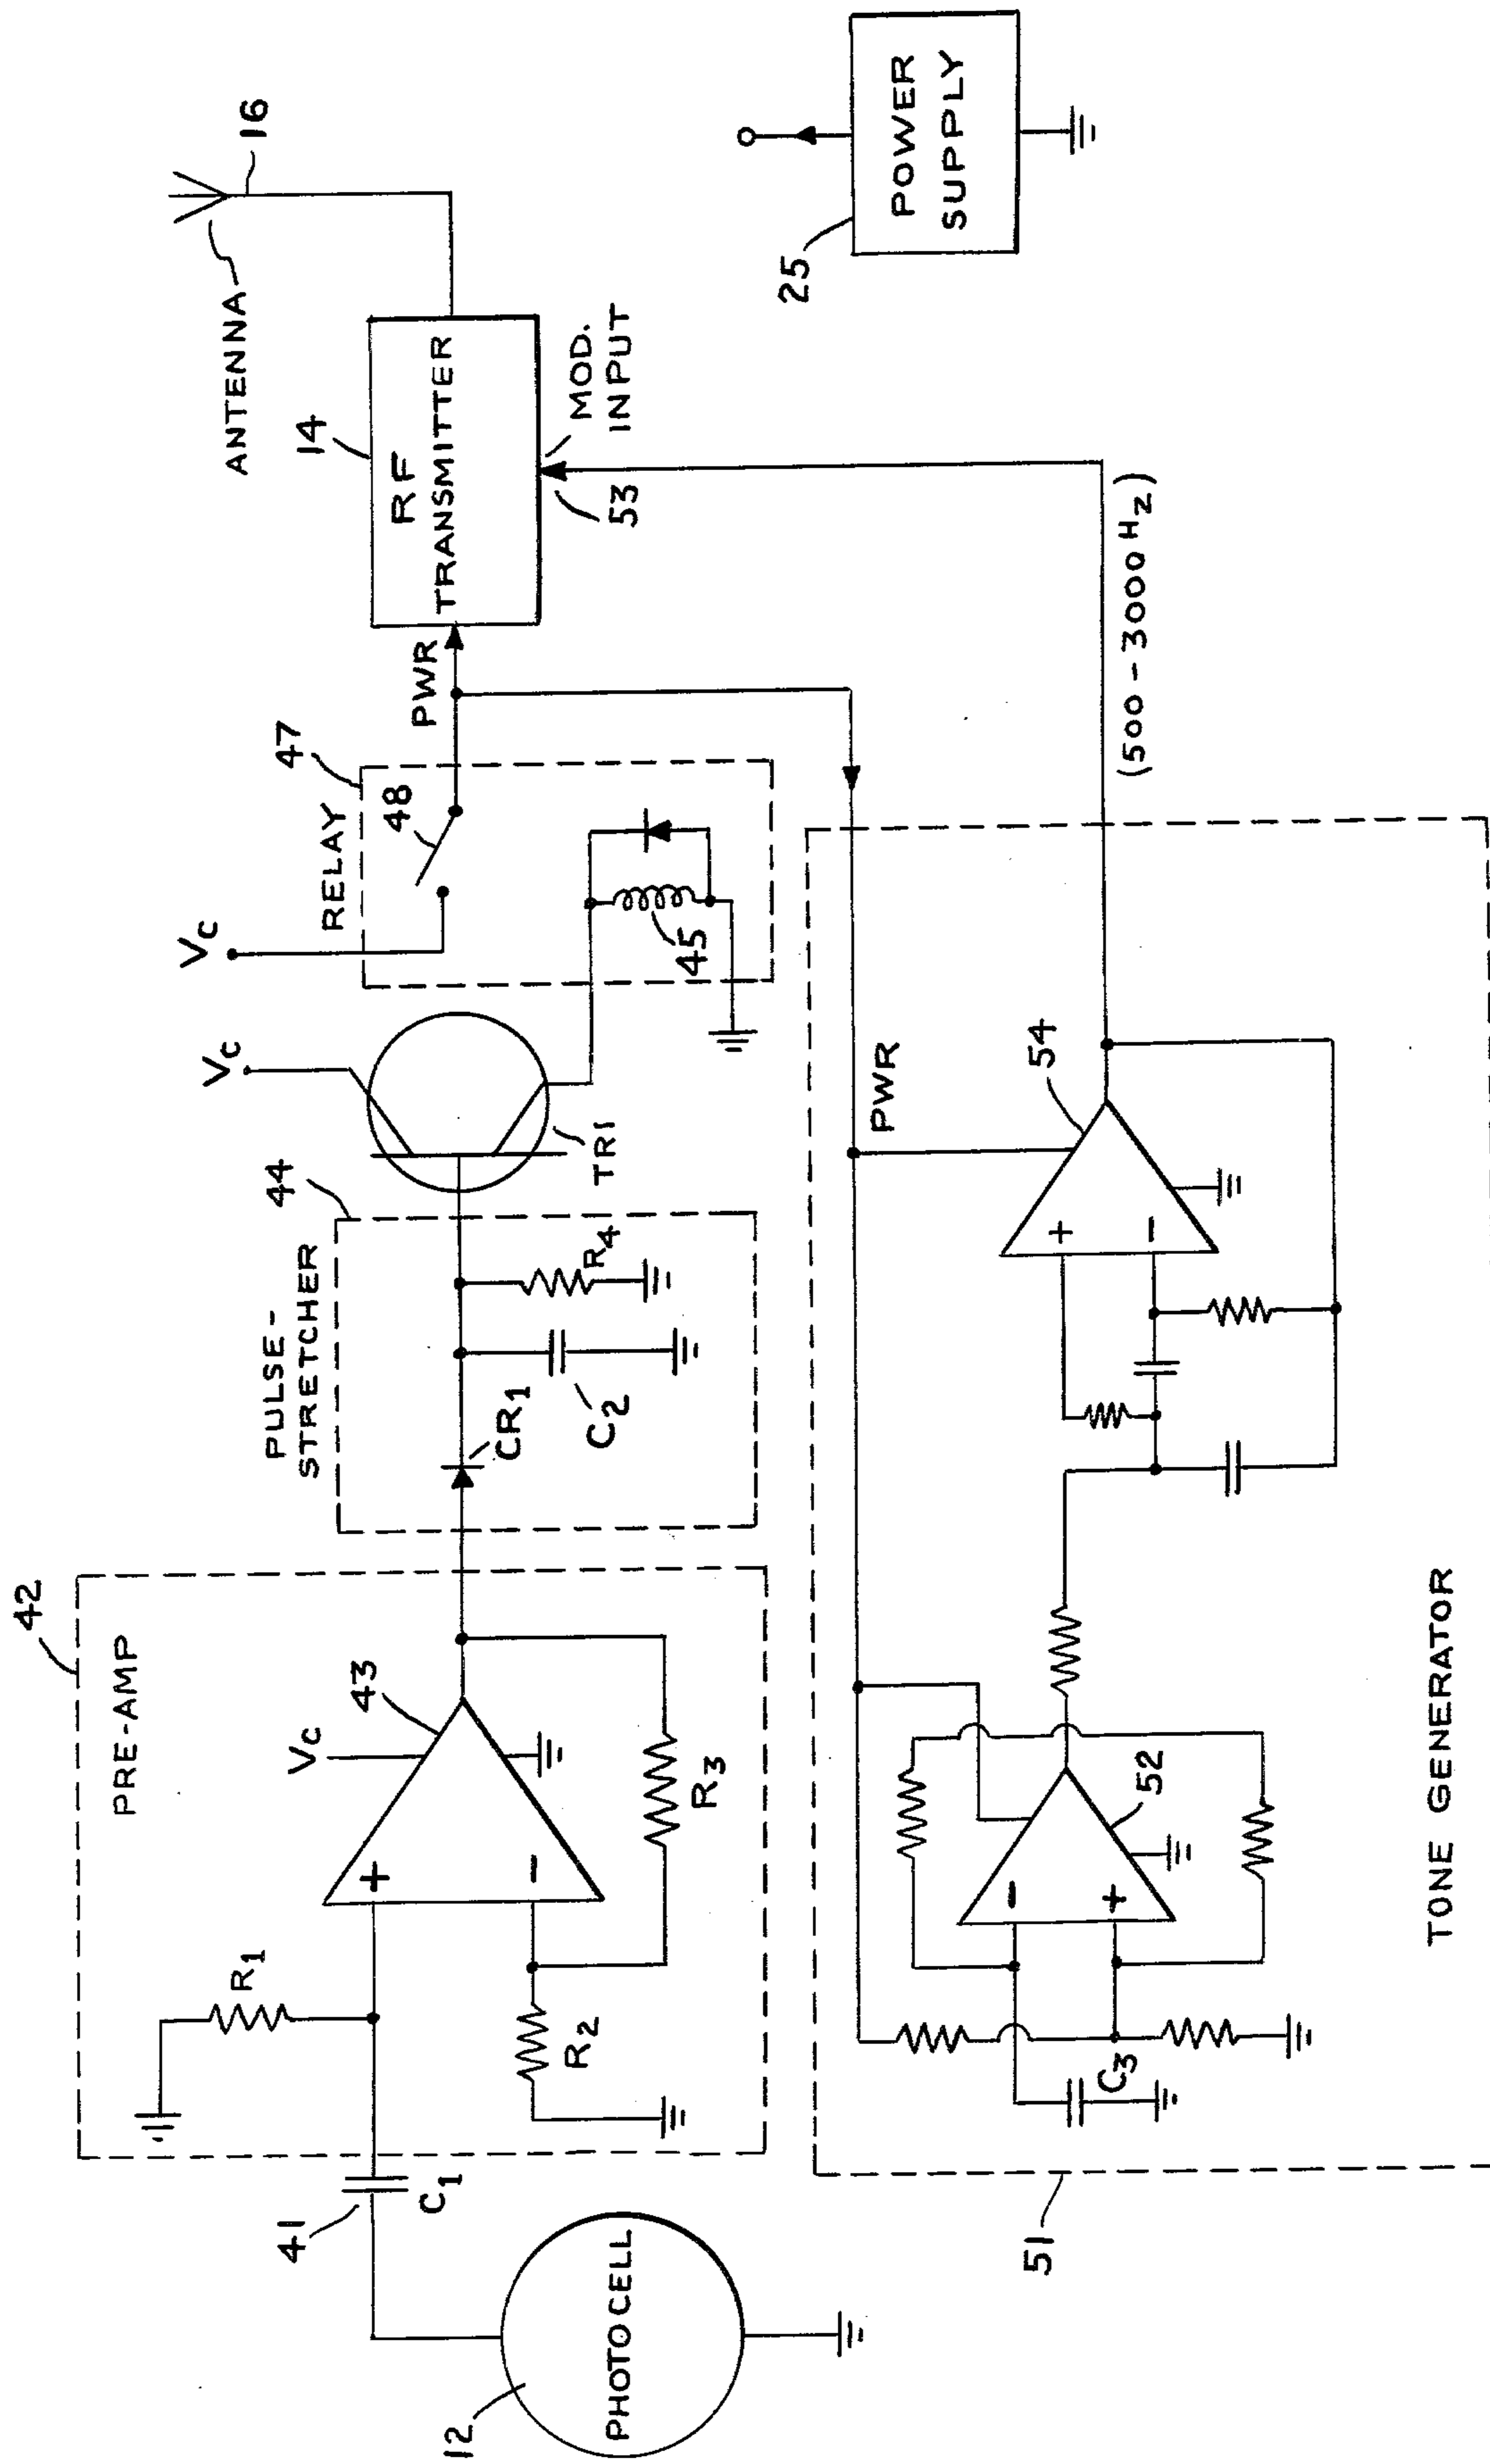 42
PRE-AMP
41
C1
R1
R2
R3
Vc
43
+
−
12
PHOTOCELL
PULSE-
STRETCHER
44
CR1
C2
R4
Vc
TR1
Vc
RELAY
47
48
45
PWR
14
RF
TRANSMITTER
ANTENNA
16
MOD.
INPUT
53
25
POWER
SUPPLY
PWR
54
+
−
(500-3000Hz)
52
−
+
C3
51
TONE GENERATOR